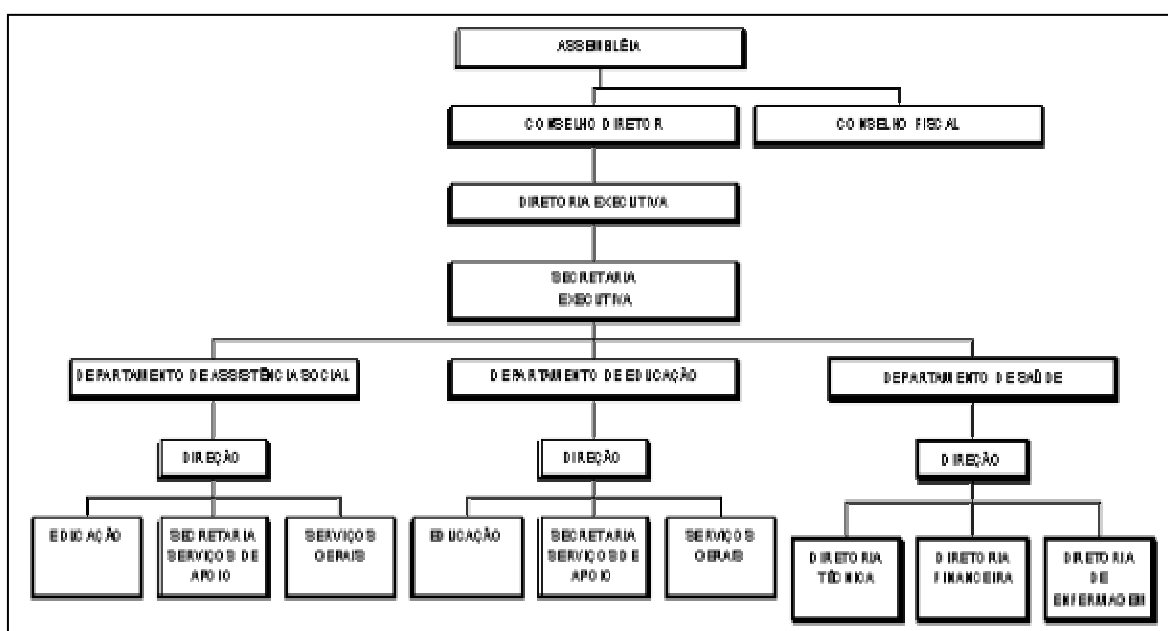 ASSEMBLÉIA
CONSELHO DIRETOR
CONSELHO FISCAL
DIRETORIA EXECUTIVA
SECRETARIA
EXECUTIVA
DEPARTAMENTO DE ASSISTÊNCIA SOCIAL
DEPARTAMENTO DE EDUCAÇÃO
DEPARTAMENTO DE SAÚDE
DIREÇÃO
DIREÇÃO
DIREÇÃO
EDUCAÇÃO
SECRETARIA
SERVIÇOS DE
APOIO
SERVIÇOS
GERAIS
EDUCAÇÃO
SECRETARIA
SERVIÇOS DE
APOIO
SERVIÇOS
GERAIS
DIRETORIA
TÉCNICA
DIRETORIA
FINANCEIRA
DIRETORIA
DE
ENFERMAGEM